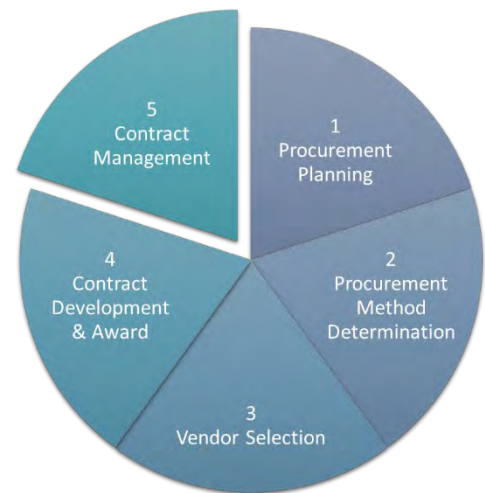 1
Procurement
Planning
2
Procurement
Method
Determination
3
Vendor Selection
4
Contract
Development
& Award
5
Contract
Management